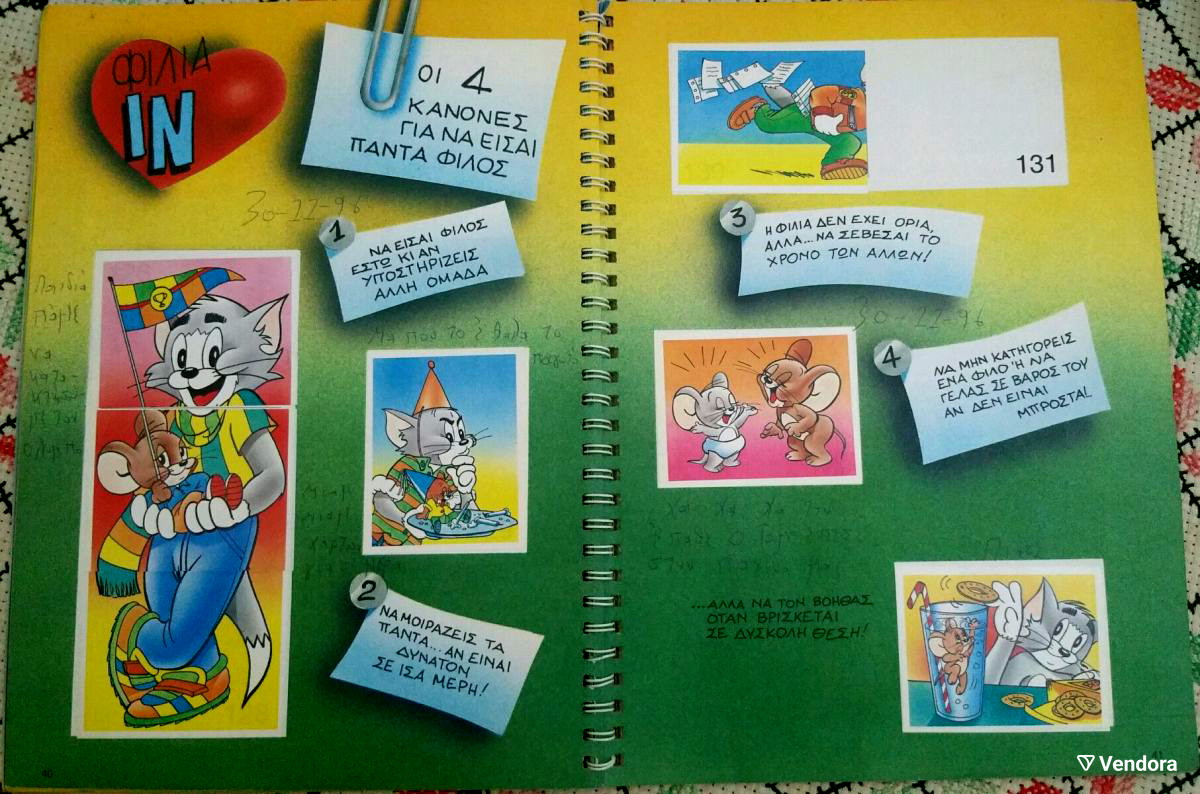 ΦΙΛΙΑ
IN
ΟΙ 4
ΚΑΝΟΝΕΣ
ΓΙΑ ΝΑ ΕΙΣΑΙ
ΠΑΝΤΑ ΦΙΛΟΣ
30-11-96
1
ΝΑ ΕΙΣΑΙ ΦΙΛΟΣ
ΕΣΤΩ ΚΙ ΑΝ
ΥΠΟΣΤΗΡΙΖΕΙΣ
ΑΛΛΗ ΟΜΑΔΑ
2
ΝΑ ΜΟΙΡΑΖΕΙΣ ΤΑ
ΠΑΝΤΑ...ΑΝ ΕΙΝΑΙ
ΔΥΝΑΤΟΝ
ΣΕ ΙΣΑ ΜΕΡΗ!
40
131
3
Η ΦΙΛΙΑ ΔΕΝ ΕΧΕΙ ΟΡΙΑ,
ΑΛΛΑ...ΝΑ ΣΕΒΕΣΑΙ ΤΟ
ΧΡΟΝΟ ΤΩΝ ΑΛΛΩΝ!
30-11-96
4
ΝΑ ΜΗΝ ΚΑΤΗΓΟΡΕΙΣ
ΕΝΑ ΦΙΛΟ Ή ΝΑ
ΓΕΛΑΣ ΣΕ ΒΑΡΟΣ ΤΟΥ
ΑΝ ΔΕΝ ΕΙΝΑΙ
ΜΠΡΟΣΤΑ!
...ΑΛΛΑ ΝΑ ΤΟΝ ΒΟΗΘΑΣ
ΟΤΑΝ ΒΡΙΣΚΕΤΑΙ
ΣΕ ΔΥΣΚΟΛΗ ΘΕΣΗ!
41
Vendora